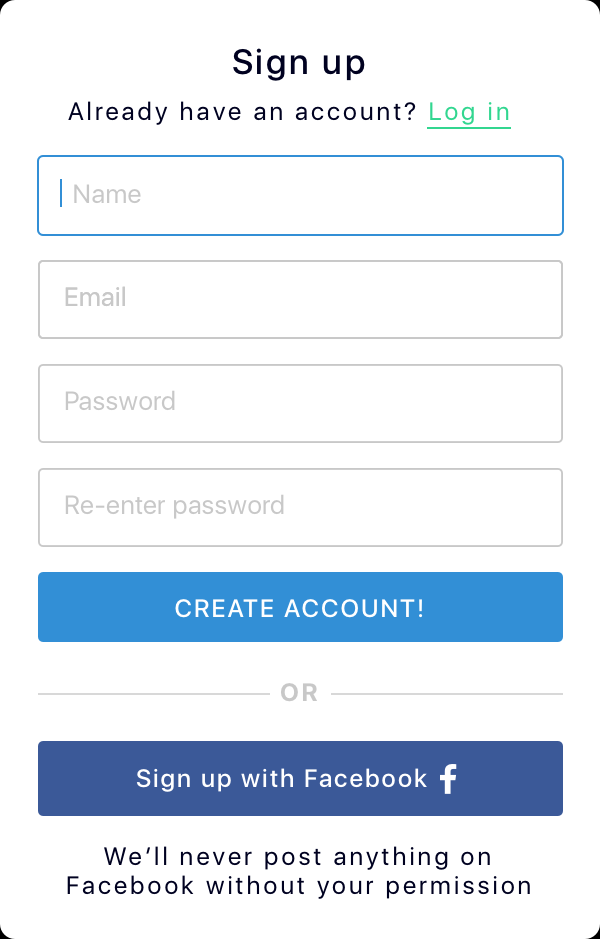 Sign up
Already have an account? Log in
Name
Email
Password
Re-enter password
CREATE ACCOUNT!
OR
Sign up with Facebook f
We’ll never post anything on
Facebook without your permission